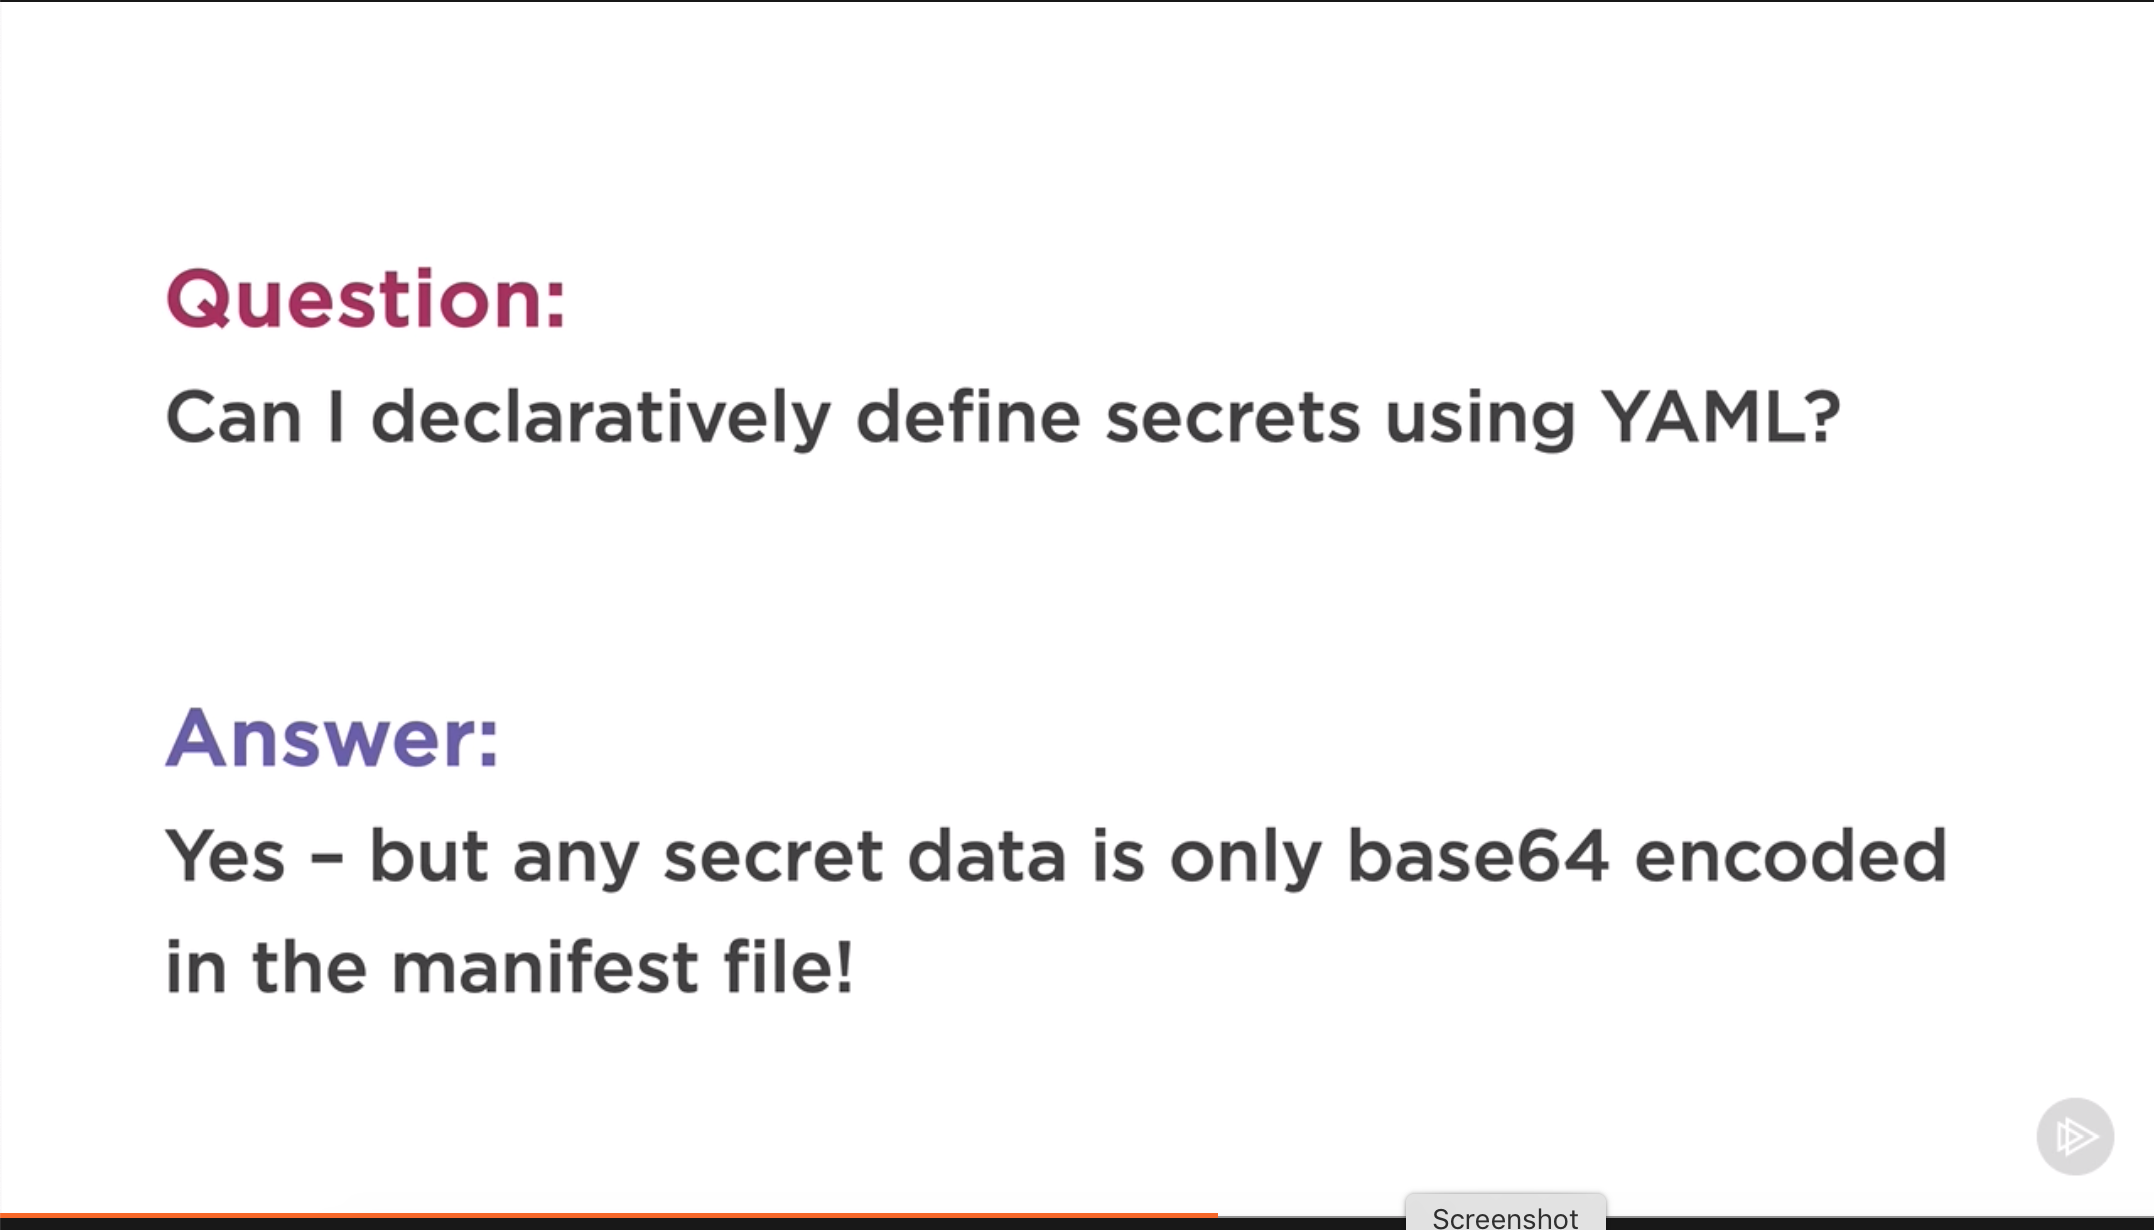 Question:
Can I declaratively define secrets using YAML?
Answer:
Yes – but any secret data is only base64 encoded
in the manifest file!
Screenshot